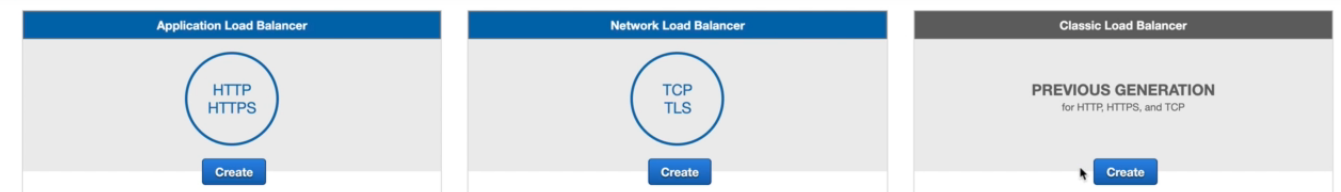 Application Load Balancer
HTTP
HTTPS
Create
Network Load Balancer
TCP
TLS
Create
Classic Load Balancer
PREVIOUS GENERATION
for HTTP, HTTPS, and TCP
Create